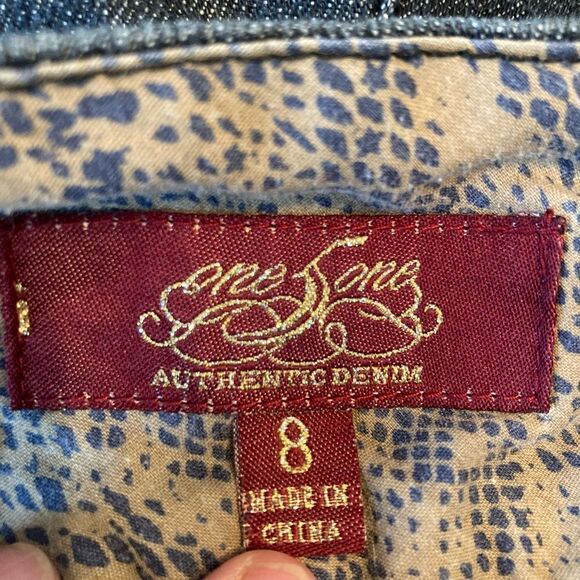 one 5 one
AUTHENTIC DENIM
8
MADE IN
CHINA